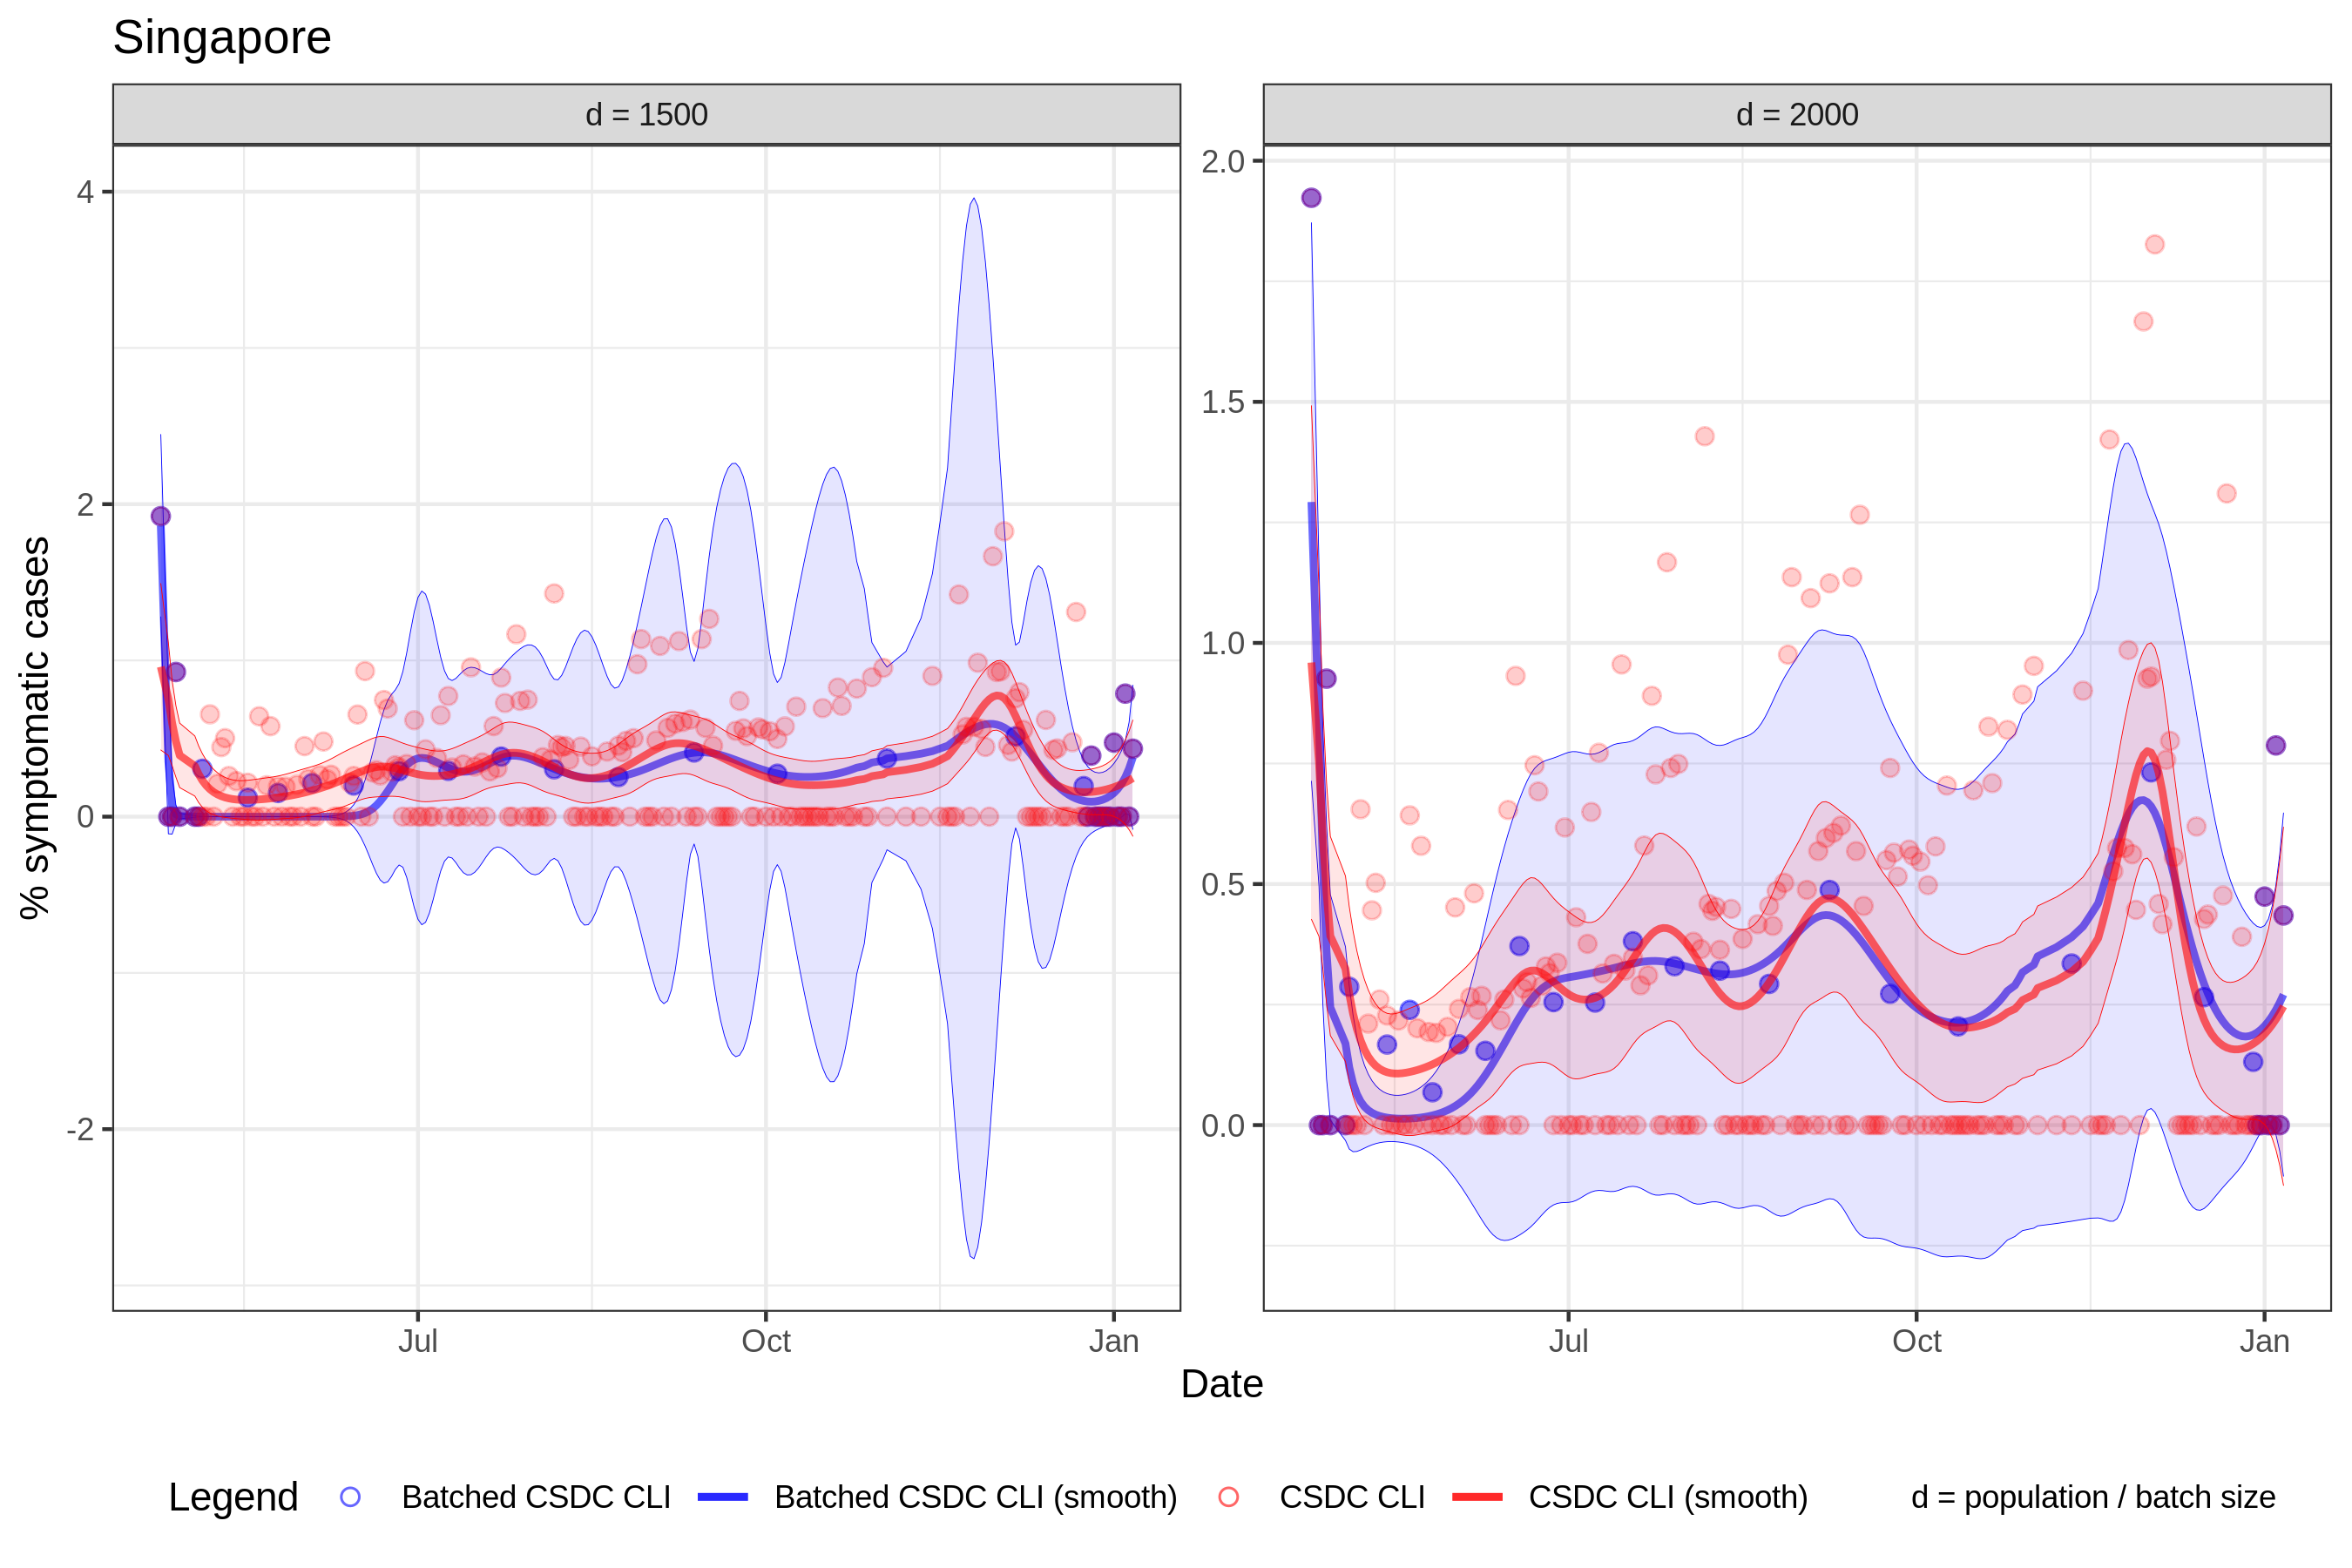 Singapore
d = 1500
d = 2000
% symptomatic cases
4
2
0
-2
2.0
1.5
1.0
0.5
0.0
Jul
Oct
Jan
Jul
Oct
Jan
Date
Legend
Batched CSDC CLI
Batched CSDC CLI (smooth)
CSDC CLI
CSDC CLI (smooth)
d = population / batch size